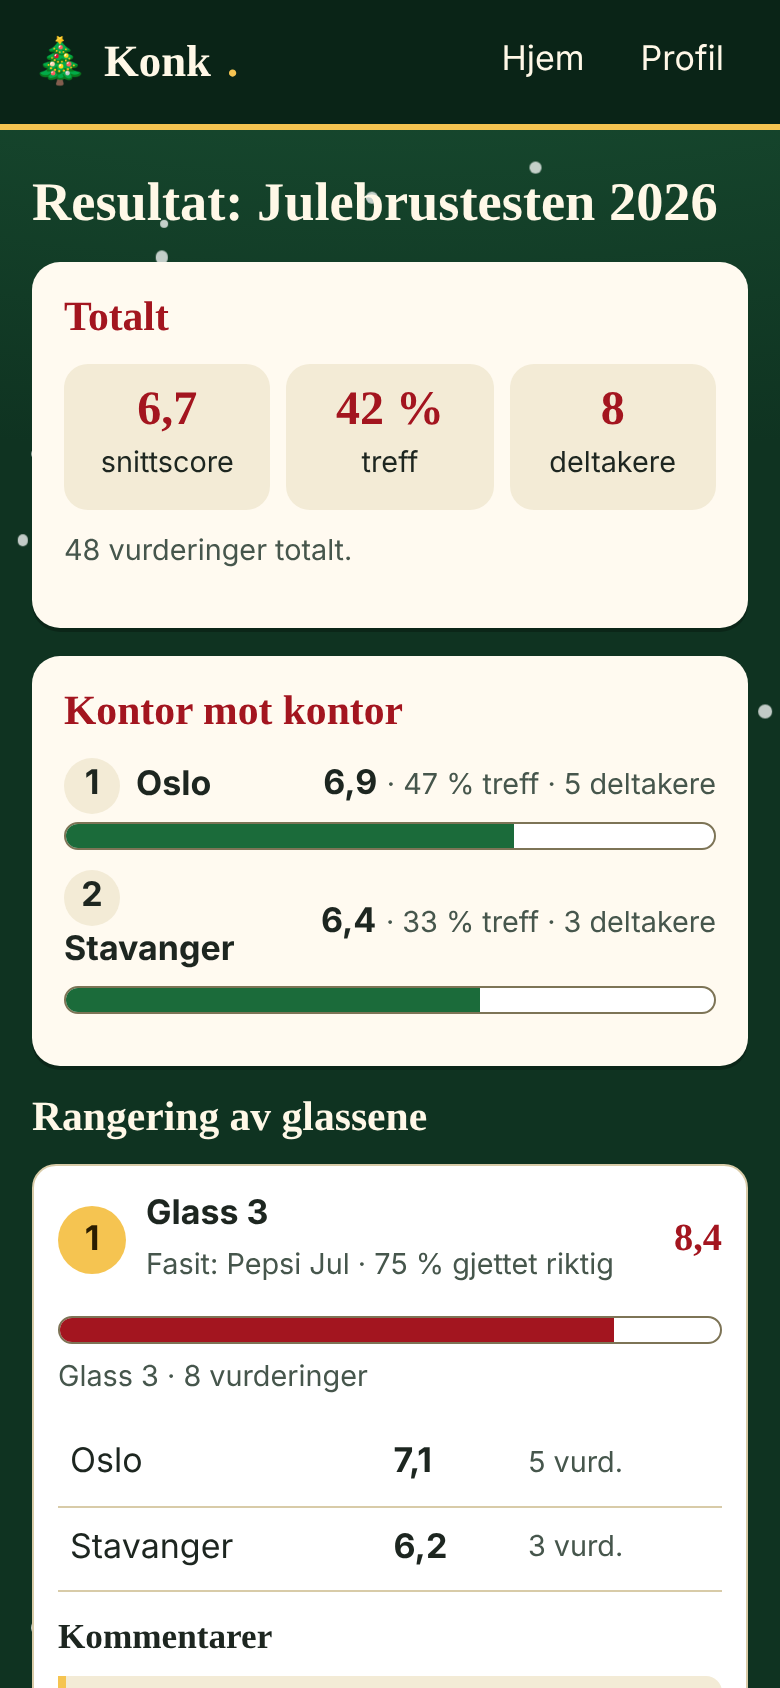 Konk .
Hjem
Profil
Resultat: Julebrustesten 2026
Totalt
6,7
snittscore
42 %
treff
8
deltakere
48 vurderinger totalt.
Kontor mot kontor
1 Oslo 6,9 · 47 % treff · 5 deltakere
2
Stavanger 6,4 · 33 % treff · 3 deltakere
Rangering av glassene
1
Glass 3
Fasit: Pepsi Jul · 75 % gjettet riktig
8,4
Glass 3 · 8 vurderinger
Oslo 7,1 5 vurd.
Stavanger 6,2 3 vurd.
Kommentarer